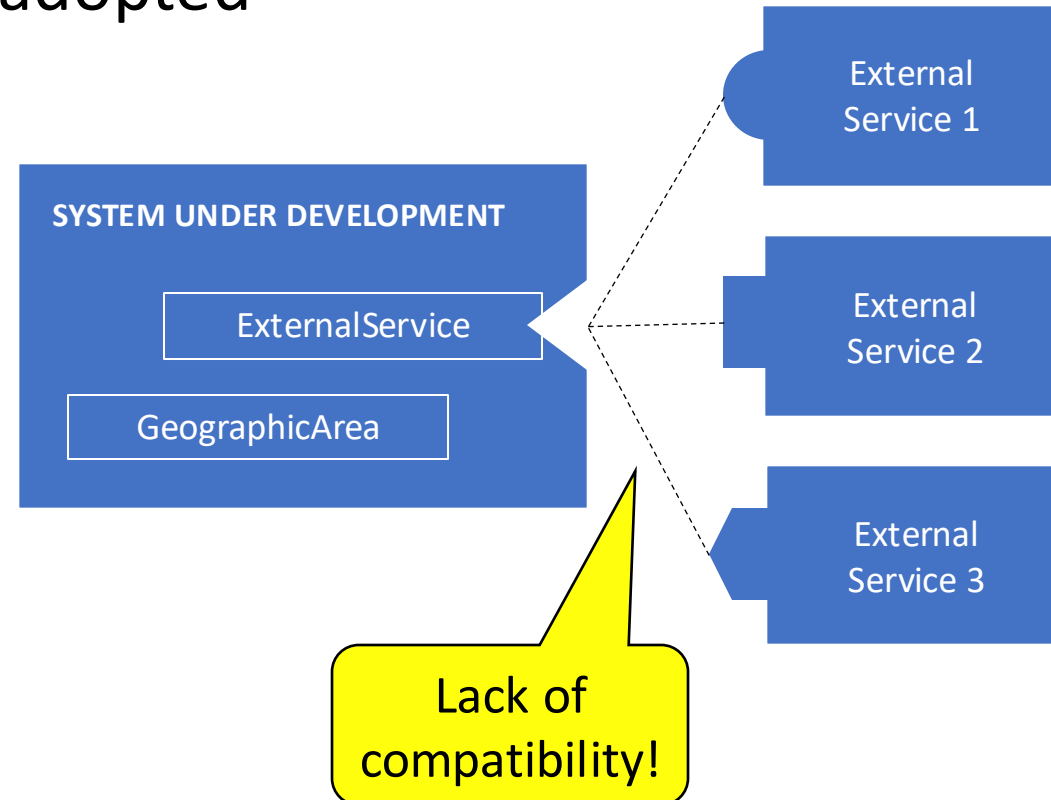 adopted
External
Service 1
SYSTEM UNDER DEVELOPMENT
ExternalService
External
Service 2
GeographicArea
External
Service 3
Lack of
compatibility!